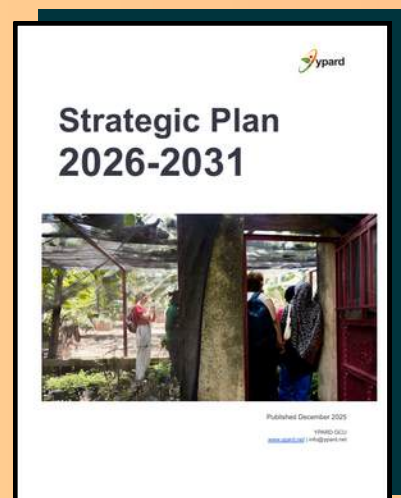 ypard
Strategic Plan
2026-2031
Published December 2025
YPARD GCU
www.ypard.net | info@ypard.net